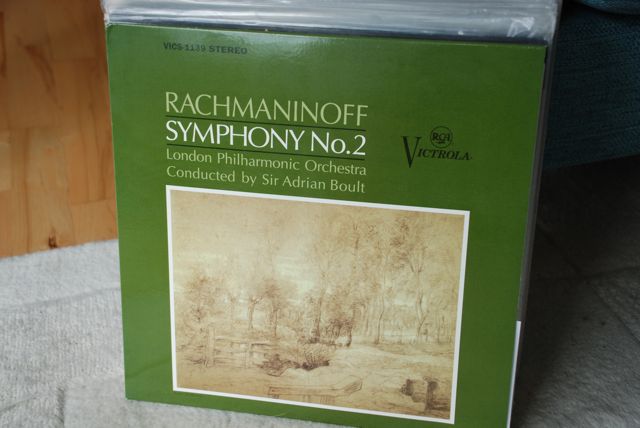 VICS-1139 STEREO
RACHMANINOFF
SYMPHONY No.2
London Philharmonic Orchestra
Conducted by Sir Adrian Boult
RCA
VICTROLA